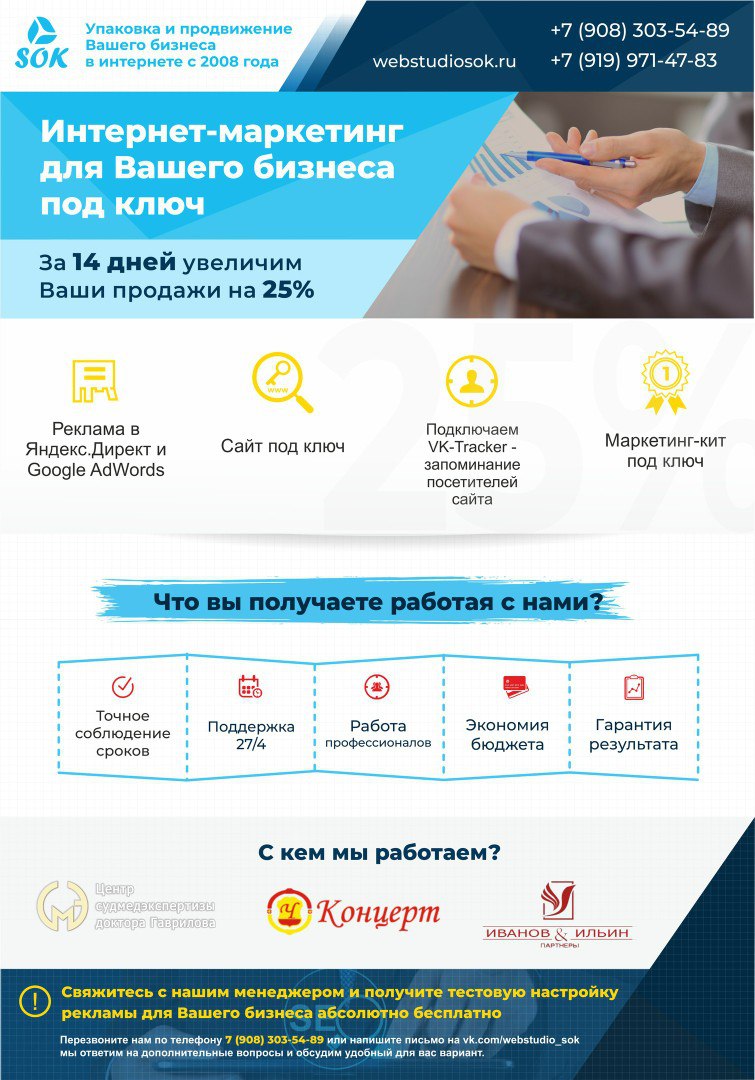 SOK
Упаковка и продвижение
Вашего бизнеса
в интернете с 2008 года
webstudiosok.ru
+7 (908) 303-54-89
+7 (919) 971-47-83
Интернет-маркетинг
для Вашего бизнеса
под ключ
За 14 дней увеличим
Ваши продажи на 25%
25%
Реклама в
Яндекс.Директ и
Google AdWords
www
Сайт под ключ
Подключаем
VK-Tracker -
запоминание
посетителей
сайта
1
Маркетинг-кит
под ключ
Что вы получаете работая с нами?
Точное
соблюдение
сроков
Поддержка
27/4
Работа
профессионалов
Экономия
бюджета
Гарантия
результата
С кем мы работаем?
Центр
судмедэкспертизы
доктора Гаврилова
Ч Концерт
ИВАНОВ & ИЛЬИН
ПАРТНЕРЫ
! Свяжитесь с нашим менеджером и получите тестовую настройку
рекламы для Вашего бизнеса абсолютно бесплатно
SEO
Перезвоните нам по телефону 7 (908) 303-54-89 или напишите письмо на vk.com/webstudio_sok
мы ответим на дополнительные вопросы и обсудим удобный для вас вариант.